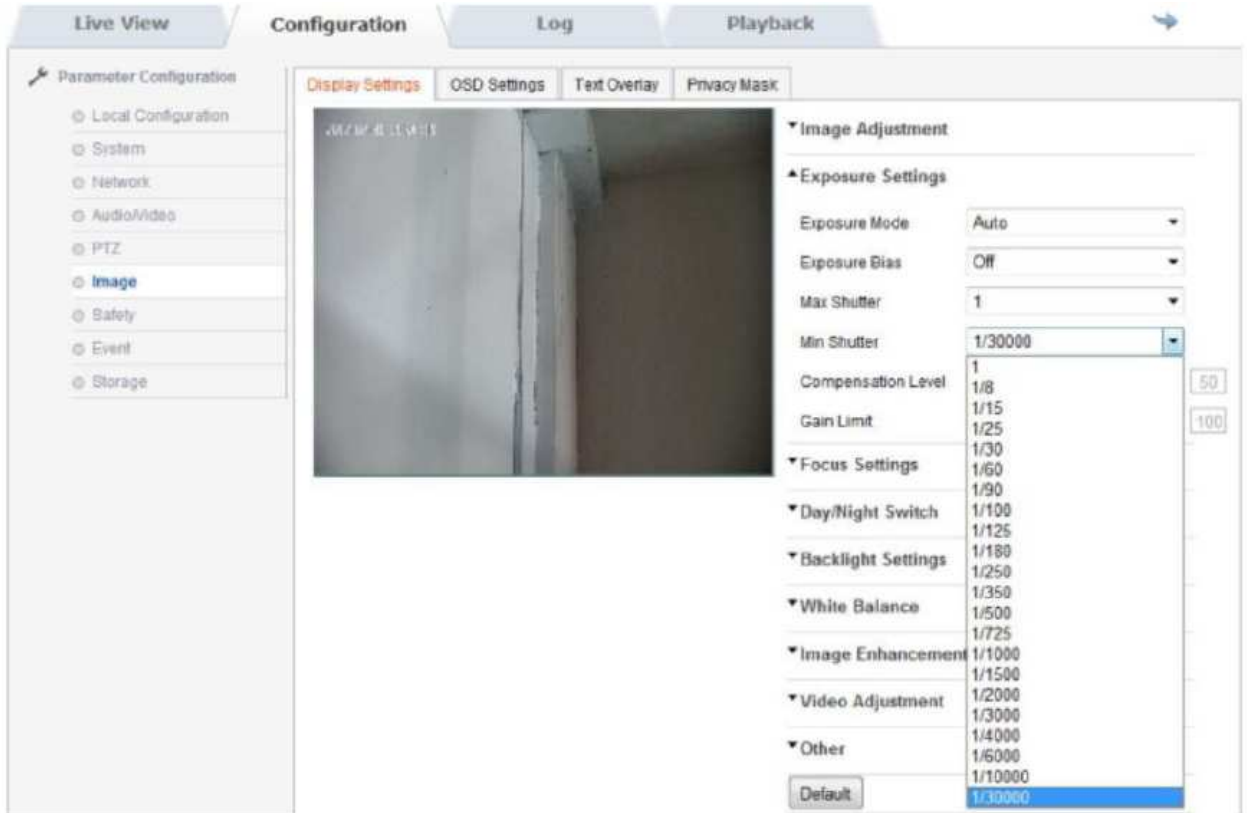 Live View
Configuration
Log
Playback
Parameter Configuration
Local Configuration
System
Network
Audio/Video
PTZ
Image
Safety
Event
Storage
Display Settings
OSD Settings
Text Overlay
Privacy Mask
Image Adjustment
Exposure Settings
Exposure Mode
Auto
Exposure Bias
Off
Max Shutter
1
Min Shutter
1/30000
Compensation Level
50
Gain Limit
100
Focus Settings
Day/Night Switch
Backlight Settings
White Balance
Image Enhancement
Video Adjustment
Other
Default
1
1/8
1/15
1/25
1/30
1/60
1/90
1/100
1/125
1/180
1/250
1/350
1/500
1/725
1/1000
1/1500
1/2000
1/3000
1/4000
1/6000
1/10000
1/30000